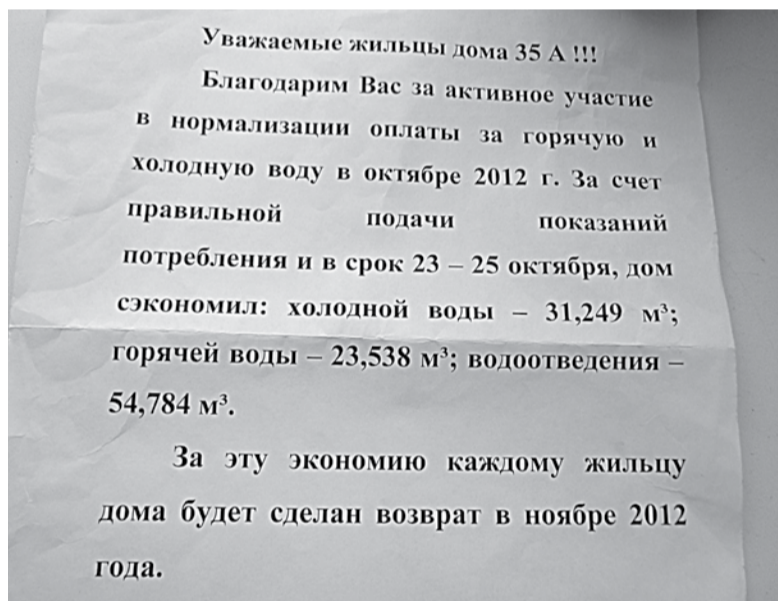 Уважаемые жильцы дома 35 А !!!
Благодарим Вас за активное участие
в нормализации оплаты за горячую и
холодную воду в октябре 2012 г. За счет
правильной подачи показаний
потребления и в срок 23 – 25 октября, дом
сэкономил: холодной воды – 31,249 м³;
горячей воды – 23,538 м³; водоотведения –
54,784 м³.
За эту экономию каждому жильцу
дома будет сделан возврат в ноябре 2012
года.